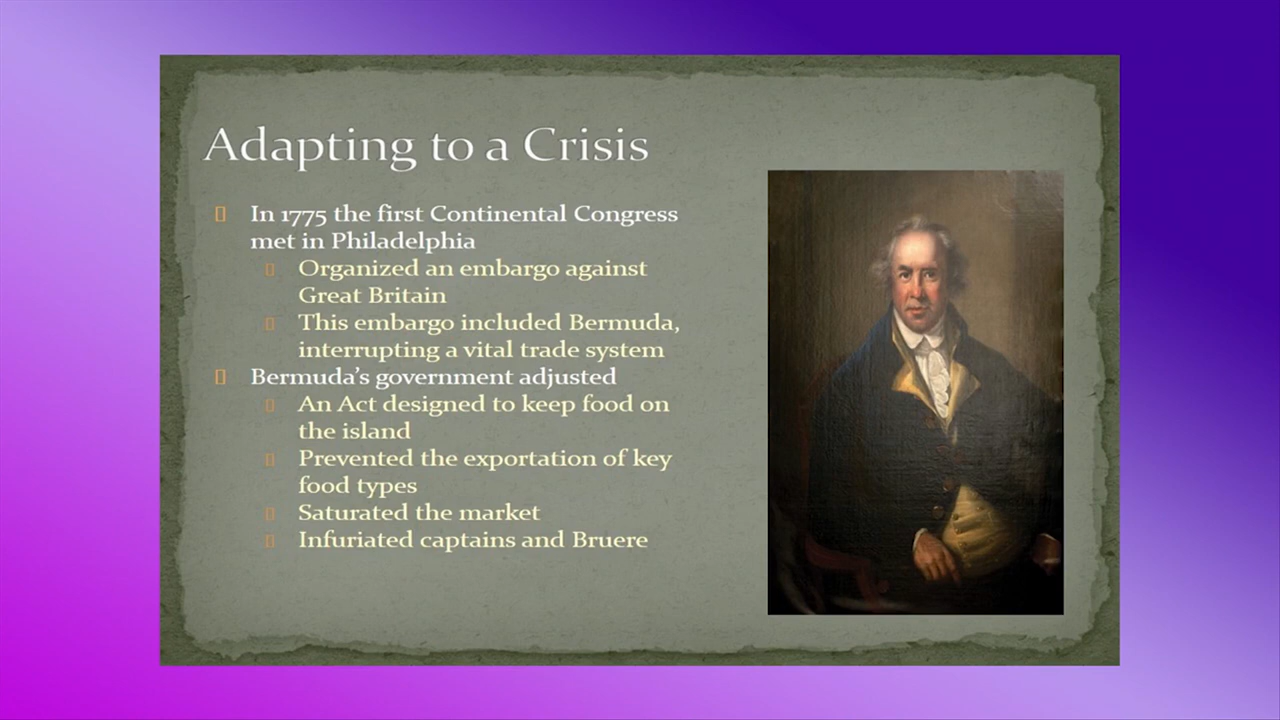 Adapting to a Crisis
In 1775 the first Continental Congress
met in Philadelphia
Organized an embargo against
Great Britain
This embargo included Bermuda,
interrupting a vital trade system
Bermuda's government adjusted
An Act designed to keep food on
the island
Prevented the exportation of key
food types
Saturated the market
Infuriated captains and Bruere